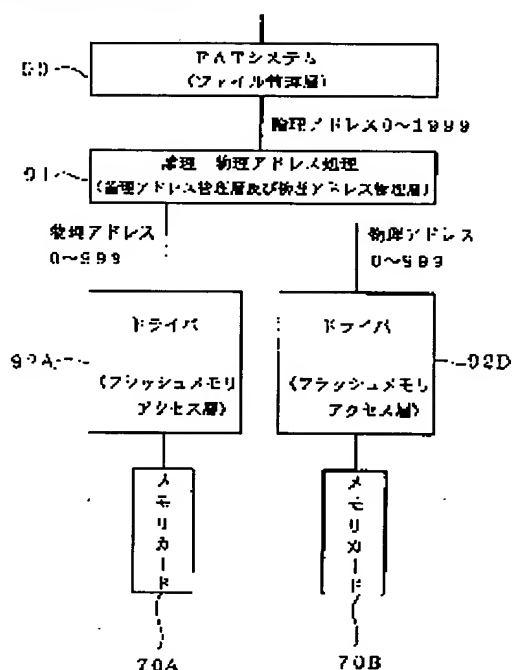 FATシステム
(ファイル管理層)
論理アドレス0〜1999
論理 物理アドレス処理
(論理アドレス管理層及び物理アドレス管理層)
物理アドレス
0〜999
物理アドレス
0〜999
ドライバ
(フラッシュメモリ
アクセス層)
ドライバ
(フラッシュメモリ
アクセス層)
メモリカード
メモリカード
70A
70B